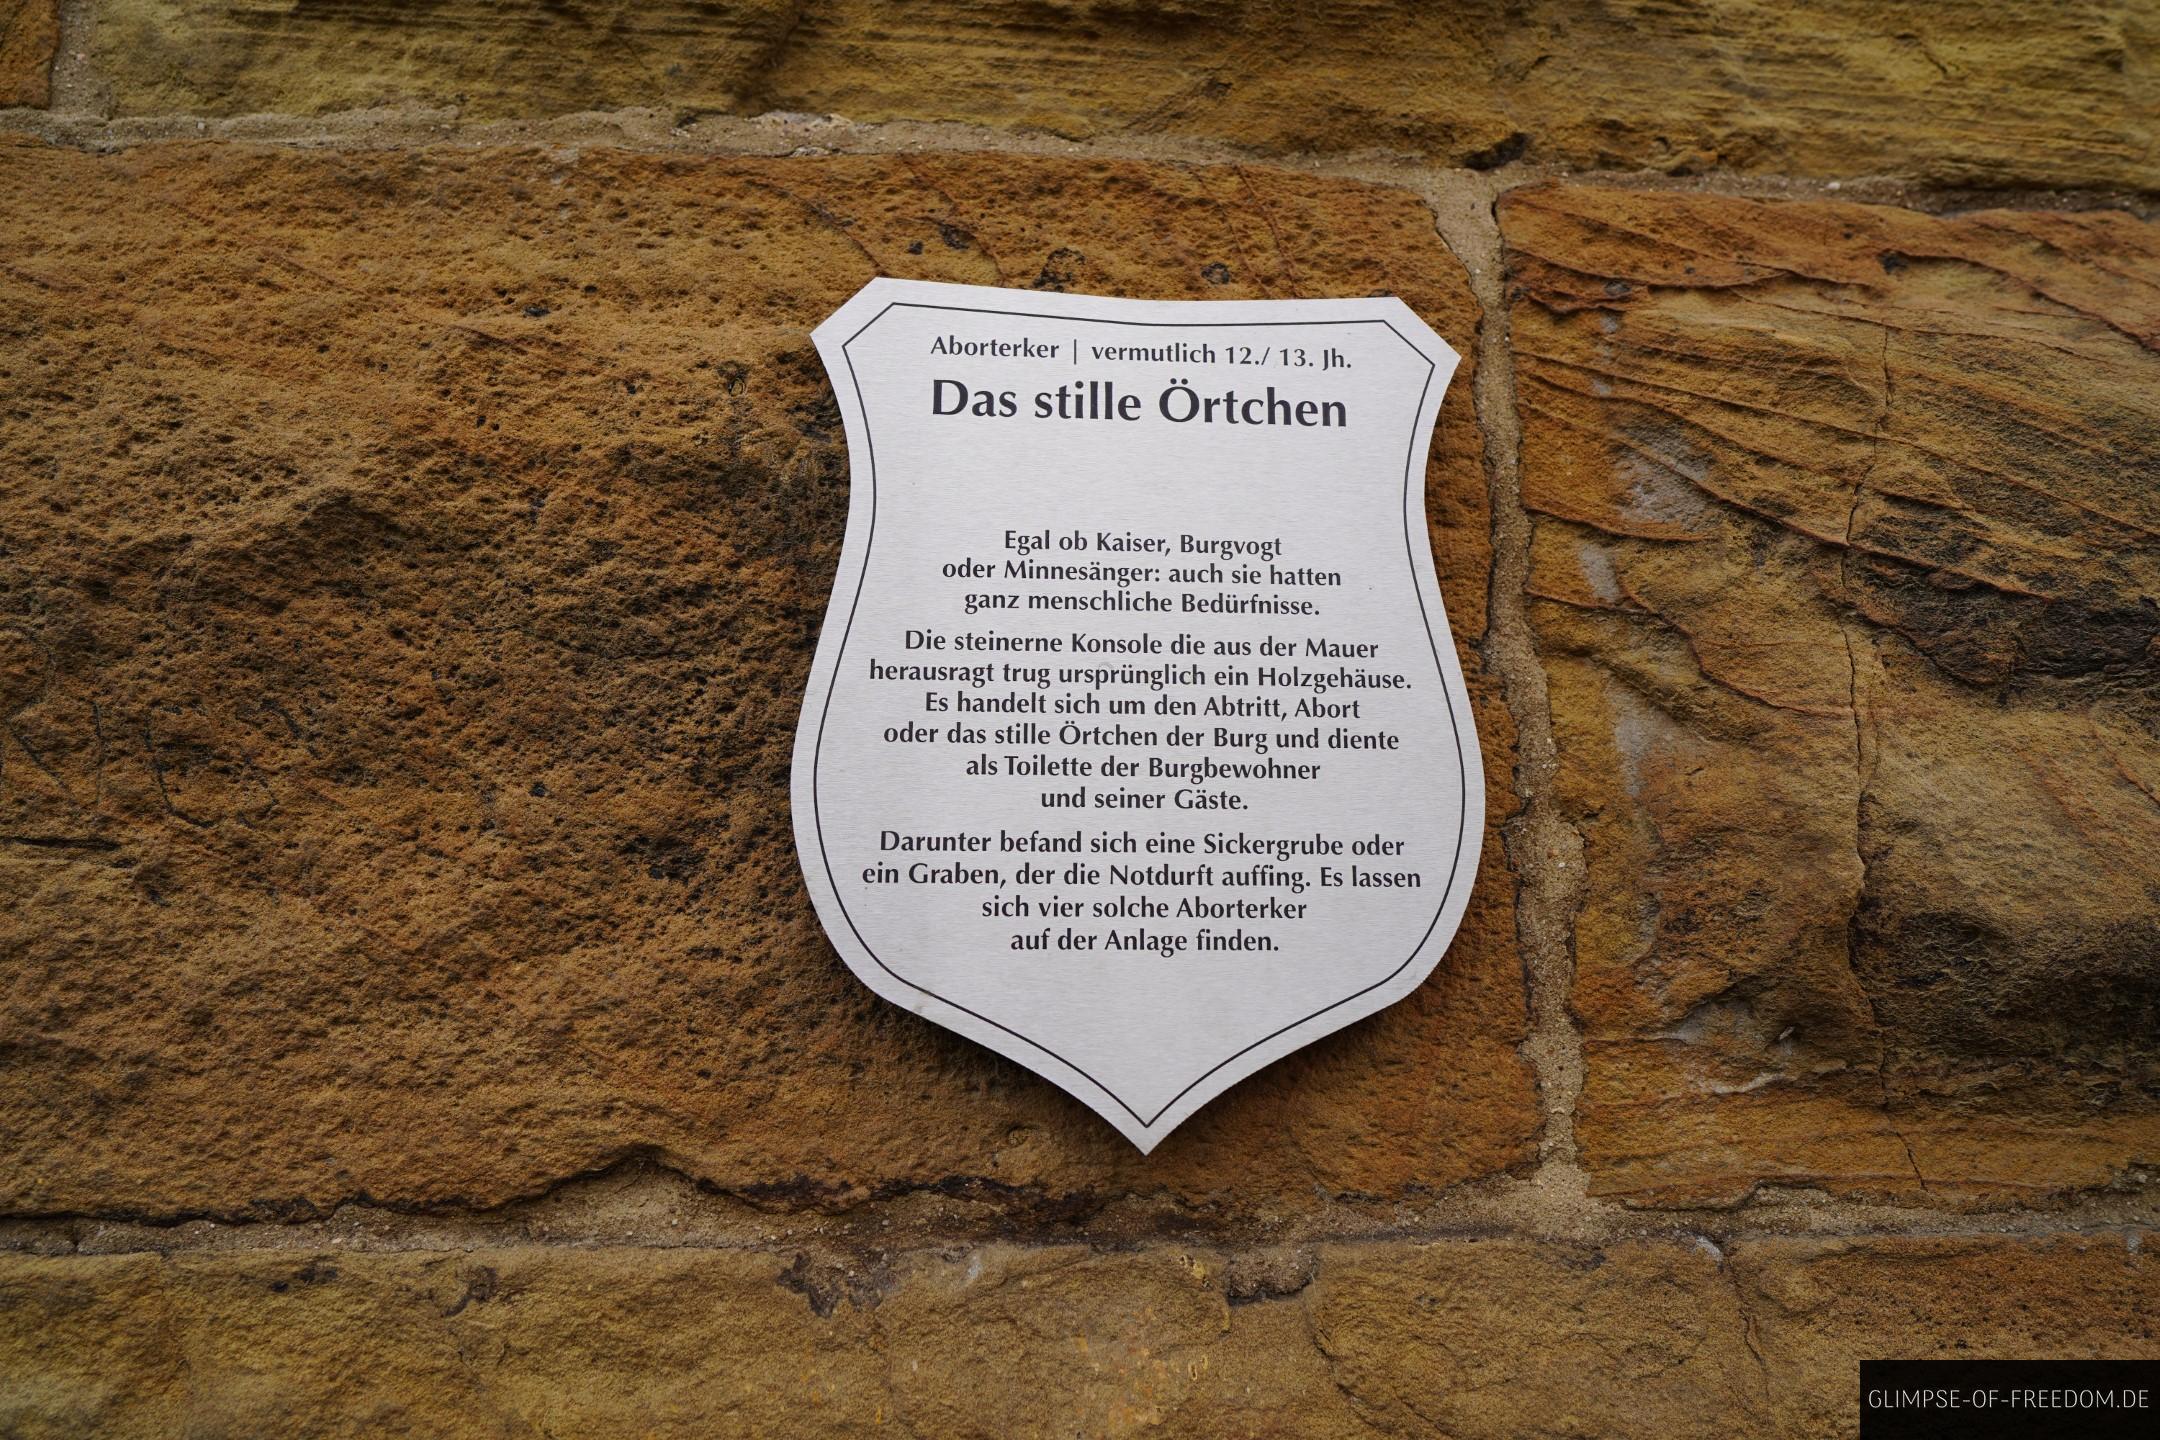 Aborterker | vermutlich 12./ 13. Jh.
Das stille Örtchen
Egal ob Kaiser, Burgvogt
oder Minnesänger: auch sie hatten
ganz menschliche Bedürfnisse.
Die steinerne Konsole die aus der Mauer
herausragt trug ursprünglich ein Holzgehäuse.
Es handelt sich um den Abtritt, Abort
oder das stille Örtchen der Burg und diente
als Toilette der Burgbewohner
und seiner Gäste.
Darunter befand sich eine Sickergrube oder
ein Graben, der die Notdurft auffing. Es lassen
sich vier solche Aborterker
auf der Anlage finden.
GLIMPSE-OF-FREEDOM.DE